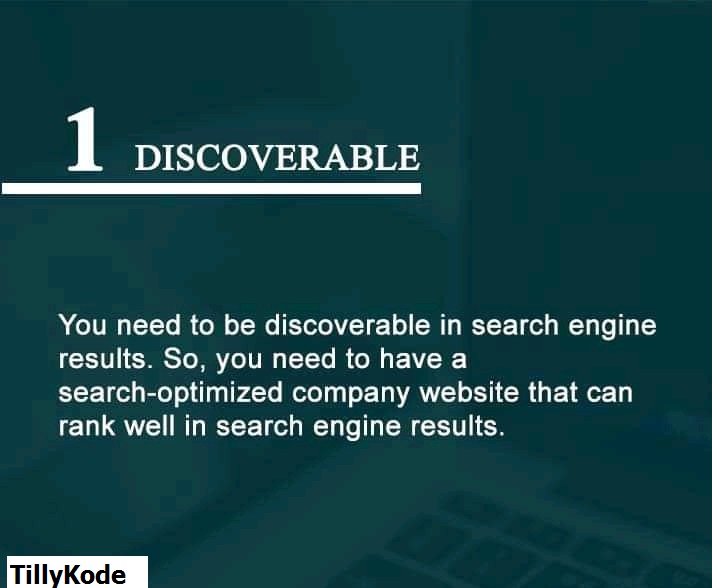 1 DISCOVERABLE
You need to be discoverable in search engine
results. So, you need to have a
search-optimized company website that can
rank well in search engine results.
TillyKode